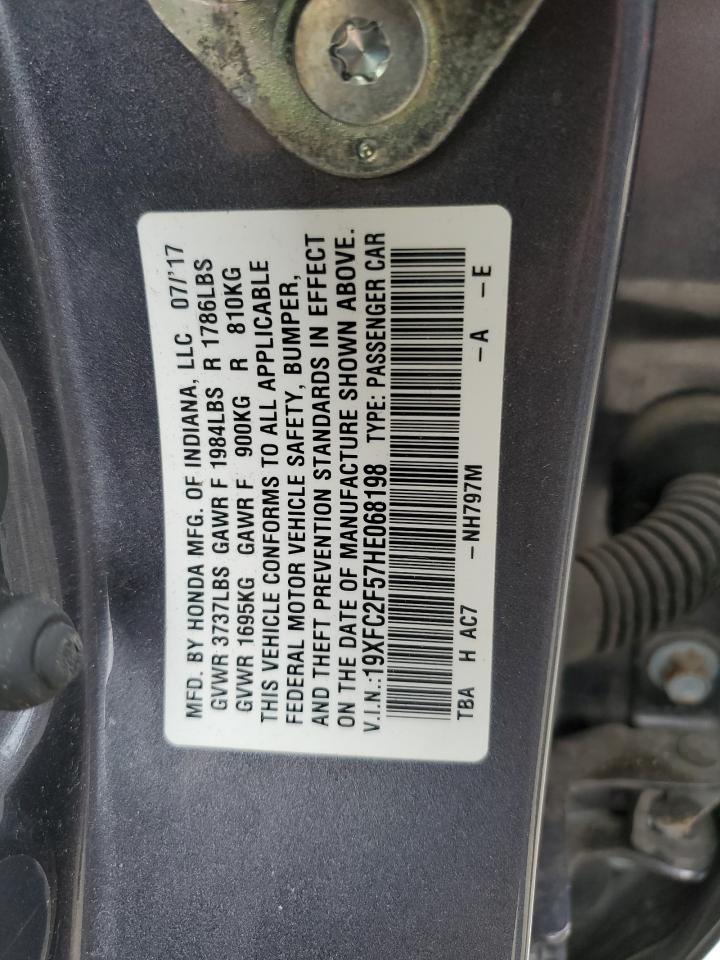 MFD. BY HONDA MFG. OF INDIANA, LLC 07/'17
GVWR 3737LBS GAWR F 1984LBS R 1786LBS
GVWR 1695KG GAWR F 900KG R 810KG
THIS VEHICLE CONFORMS TO ALL APPLICABLE
FEDERAL MOTOR VEHICLE SAFETY, BUMPER,
AND THEFT PREVENTION STANDARDS IN EFFECT
ON THE DATE OF MANUFACTURE SHOWN ABOVE.
V.I.N.:19XFC2F57HE068198 TYPE: PASSENGER CAR
TBA H AC7 -NH797M -A -E